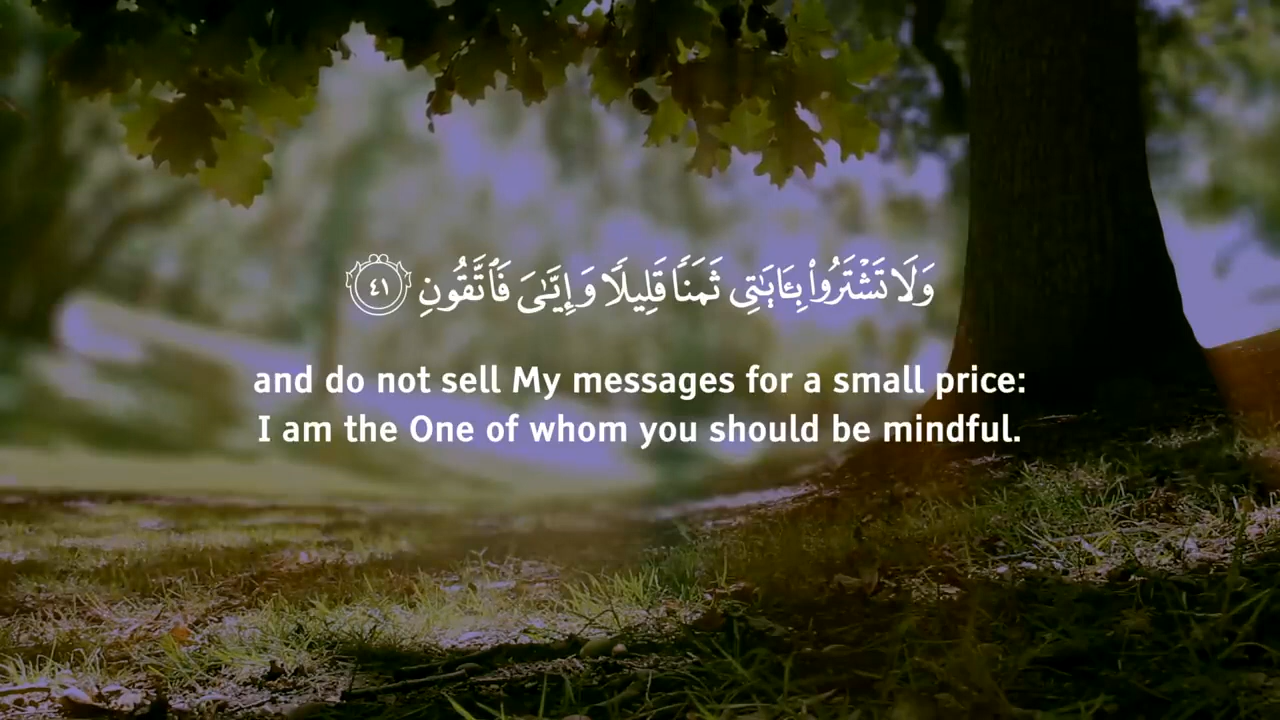 وَلَا تَشْتَرُوا۟ بِـَٔايَـٰتِى ثَمَنًا قَلِيلًا وَإِيَّـٰىَ فَٱتَّقُونِ ٤١
and do not sell My messages for a small price:
I am the One of whom you should be mindful.